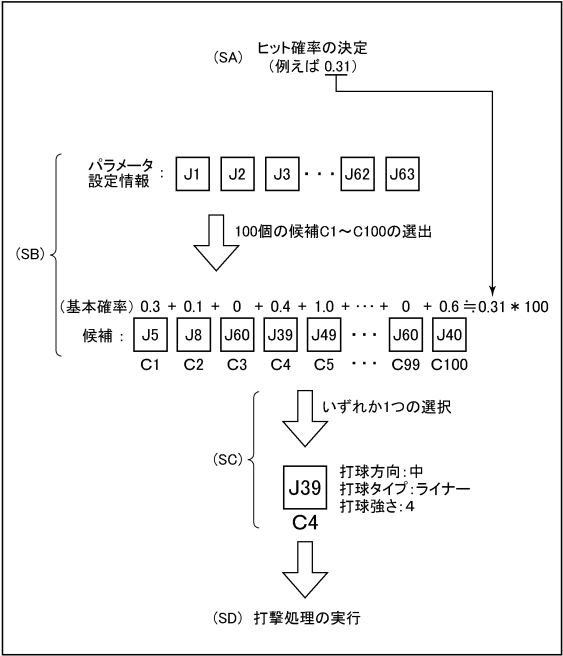 (SA) ヒット確率の決定
(例えば 0.31)
パラメータ
設定情報 : J1 J2 J3 ・・・ J62 J63
(SB)
100個の候補C1～C100の選出
(基本確率) 0.3 + 0.1 + 0 + 0.4 + 1.0 + ・・・ + 0 + 0.6 ≒ 0.31 * 100
候補 : J5 J8 J60 J39 J49 ・・・ J60 J40
C1 C2 C3 C4 C5 ・・・ C99 C100
いずれか1つの選択
(SC)
J39
打球方向:中
打球タイプ:ライナー
打球強さ:4
C4
(SD) 打撃処理の実行